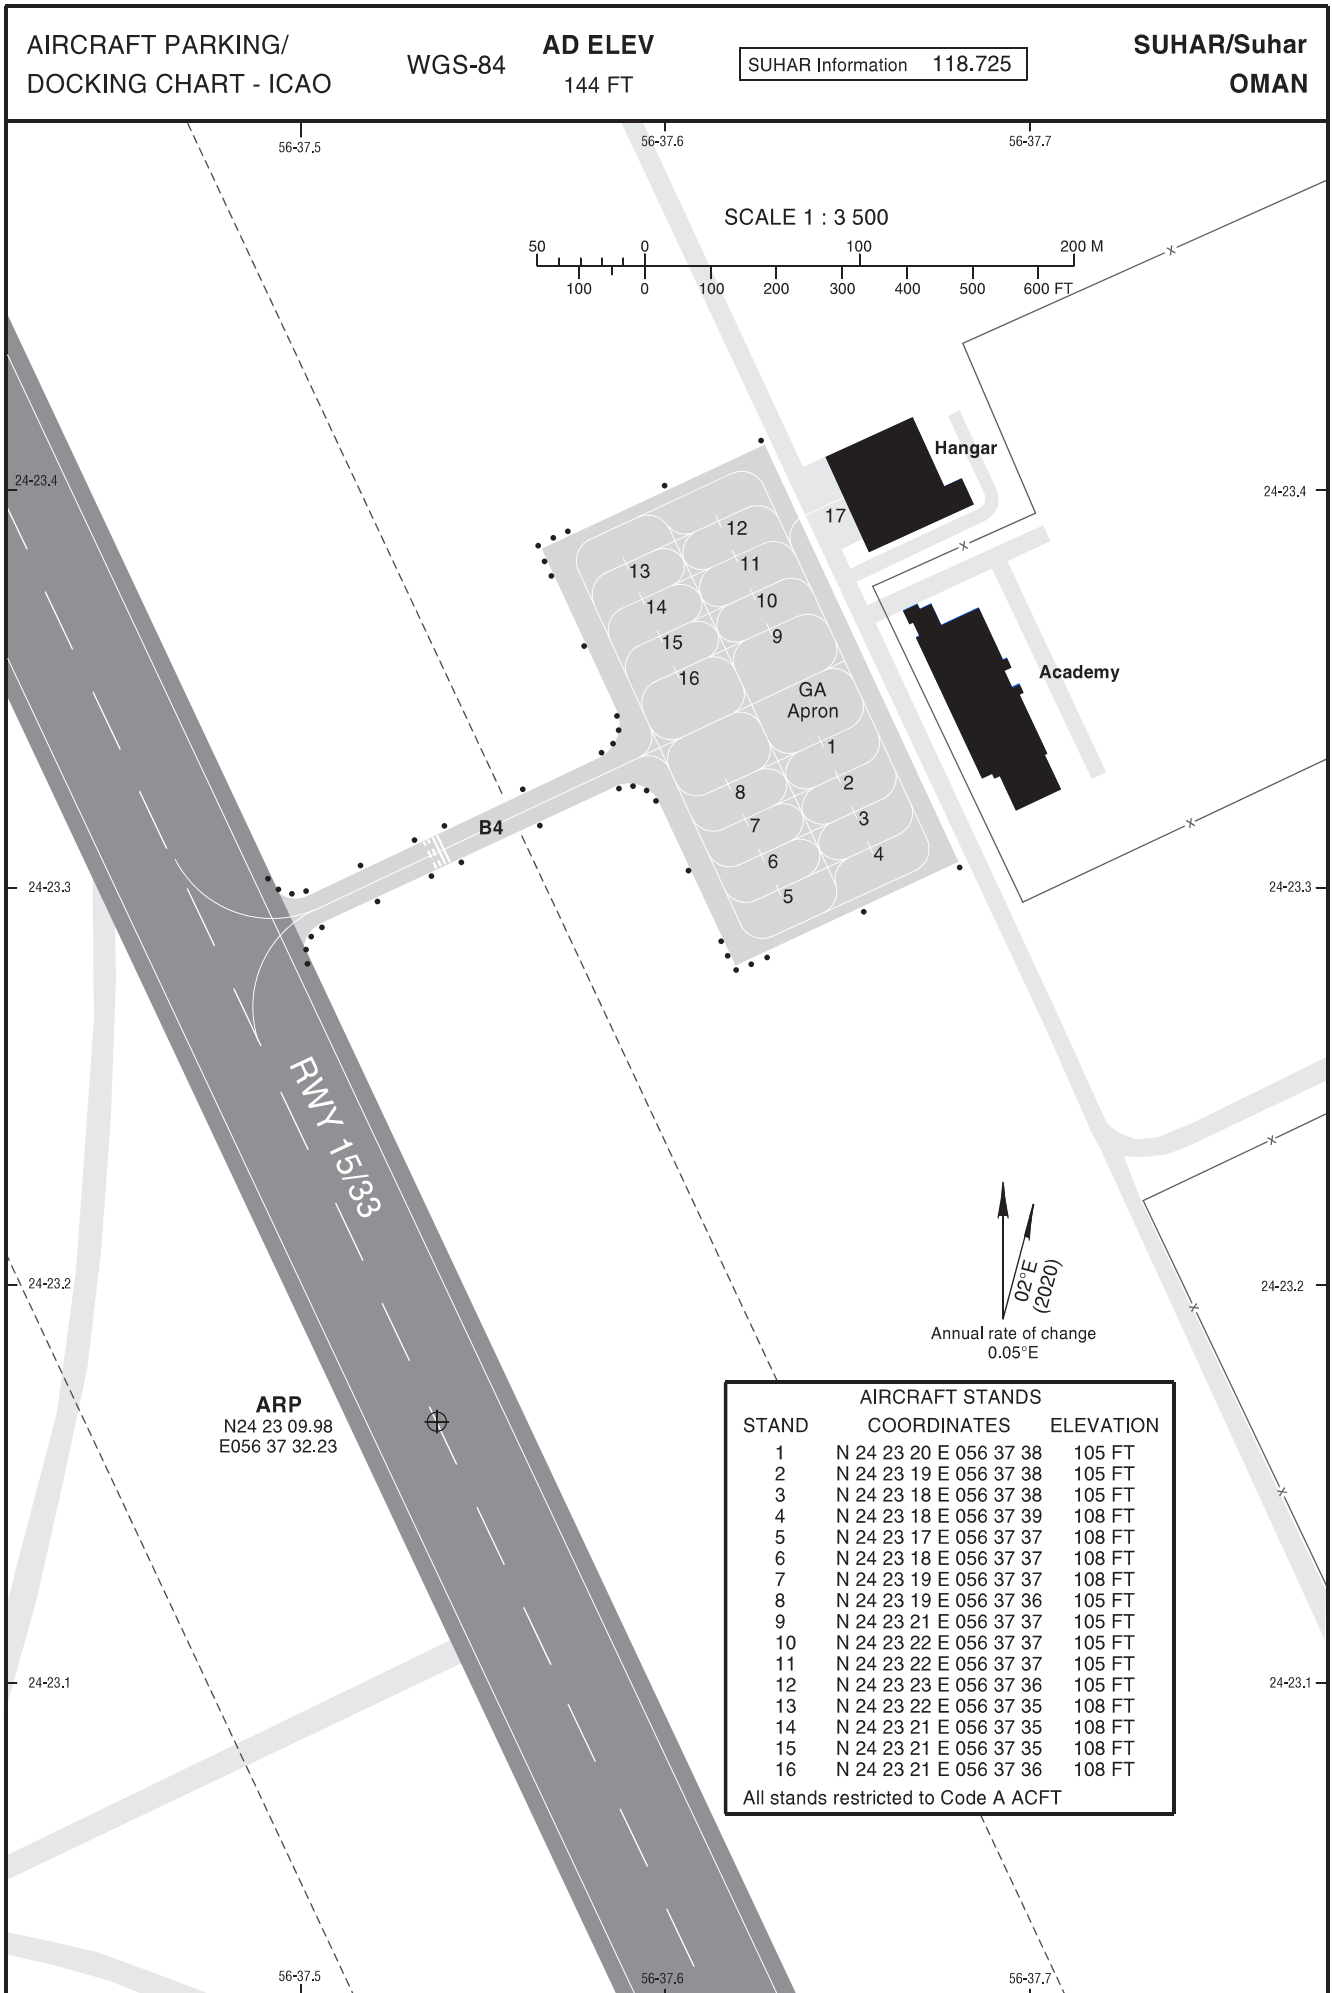 AIRCRAFT PARKING/
DOCKING CHART - ICAO
WGS-84
AD ELEV
144 FT
SUHAR Information 118.725
SUHAR/Suhar
OMAN
56-37.5
56-37.6
56-37.7
SCALE 1 : 3 500
50 0 100 200 M
100 0 100 200 300 400 500 600 FT
24-23.4
24-23.4
Hangar
17
12
11
10
9
13
14
15
16
GA
Apron
Academy
1
2
3
4
8
7
6
5
B4
24-23.3
24-23.3
RWY 15/33
24-23.2
24-23.2
02°E
(2020)
Annual rate of change
0.05°E
ARP
N24 23 09.98
E056 37 32.23
AIRCRAFT STANDS
STAND COORDINATES ELEVATION
1 N 24 23 20 E 056 37 38 105 FT
2 N 24 23 19 E 056 37 38 105 FT
3 N 24 23 18 E 056 37 38 105 FT
4 N 24 23 18 E 056 37 39 108 FT
5 N 24 23 17 E 056 37 37 108 FT
6 N 24 23 18 E 056 37 37 108 FT
7 N 24 23 19 E 056 37 37 108 FT
8 N 24 23 19 E 056 37 36 105 FT
9 N 24 23 21 E 056 37 37 105 FT
10 N 24 23 22 E 056 37 37 105 FT
11 N 24 23 22 E 056 37 37 105 FT
12 N 24 23 23 E 056 37 36 105 FT
13 N 24 23 22 E 056 37 35 108 FT
14 N 24 23 21 E 056 37 35 108 FT
15 N 24 23 21 E 056 37 35 108 FT
16 N 24 23 21 E 056 37 36 108 FT
All stands restricted to Code A ACFT
24-23.1
24-23.1
56-37.5
56-37.6
56-37.7